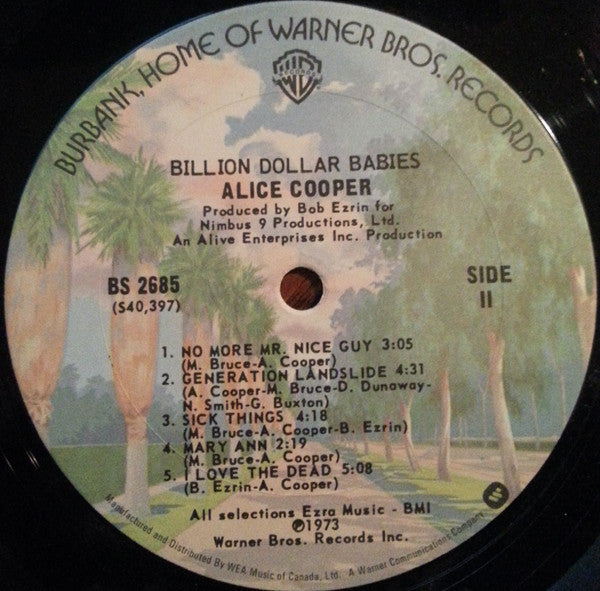 BURBANK, HOME OF WARNER BROS. RECORDS
BILLION DOLLAR BABIES
ALICE COOPER
Produced by Bob Ezrin for
Nimbus 9 Productions, Ltd.
An Alive Enterprises Inc. Production
BS 2685
(S40,397)
SIDE
II
1. NO MORE MR. NICE GUY 3:05
(M. Bruce-A. Cooper)
2. GENERATION LANDSLIDE 4:31
(A. Cooper-M. Bruce-D. Dunaway-
N. Smith-G. Buxton)
3. SICK THINGS 4:18
(M. Bruce-A. Cooper-B. Ezrin)
4. MARY ANN 2:19
(M. Bruce-A. Cooper)
5. I LOVE THE DEAD 5:08
(B. Ezrin-A. Cooper)
All selections Ezra Music - BMI
℗1973
Warner Bros. Records Inc.
Manufactured and Distributed By WEA Music of Canada, Ltd. A Warner Communications Company